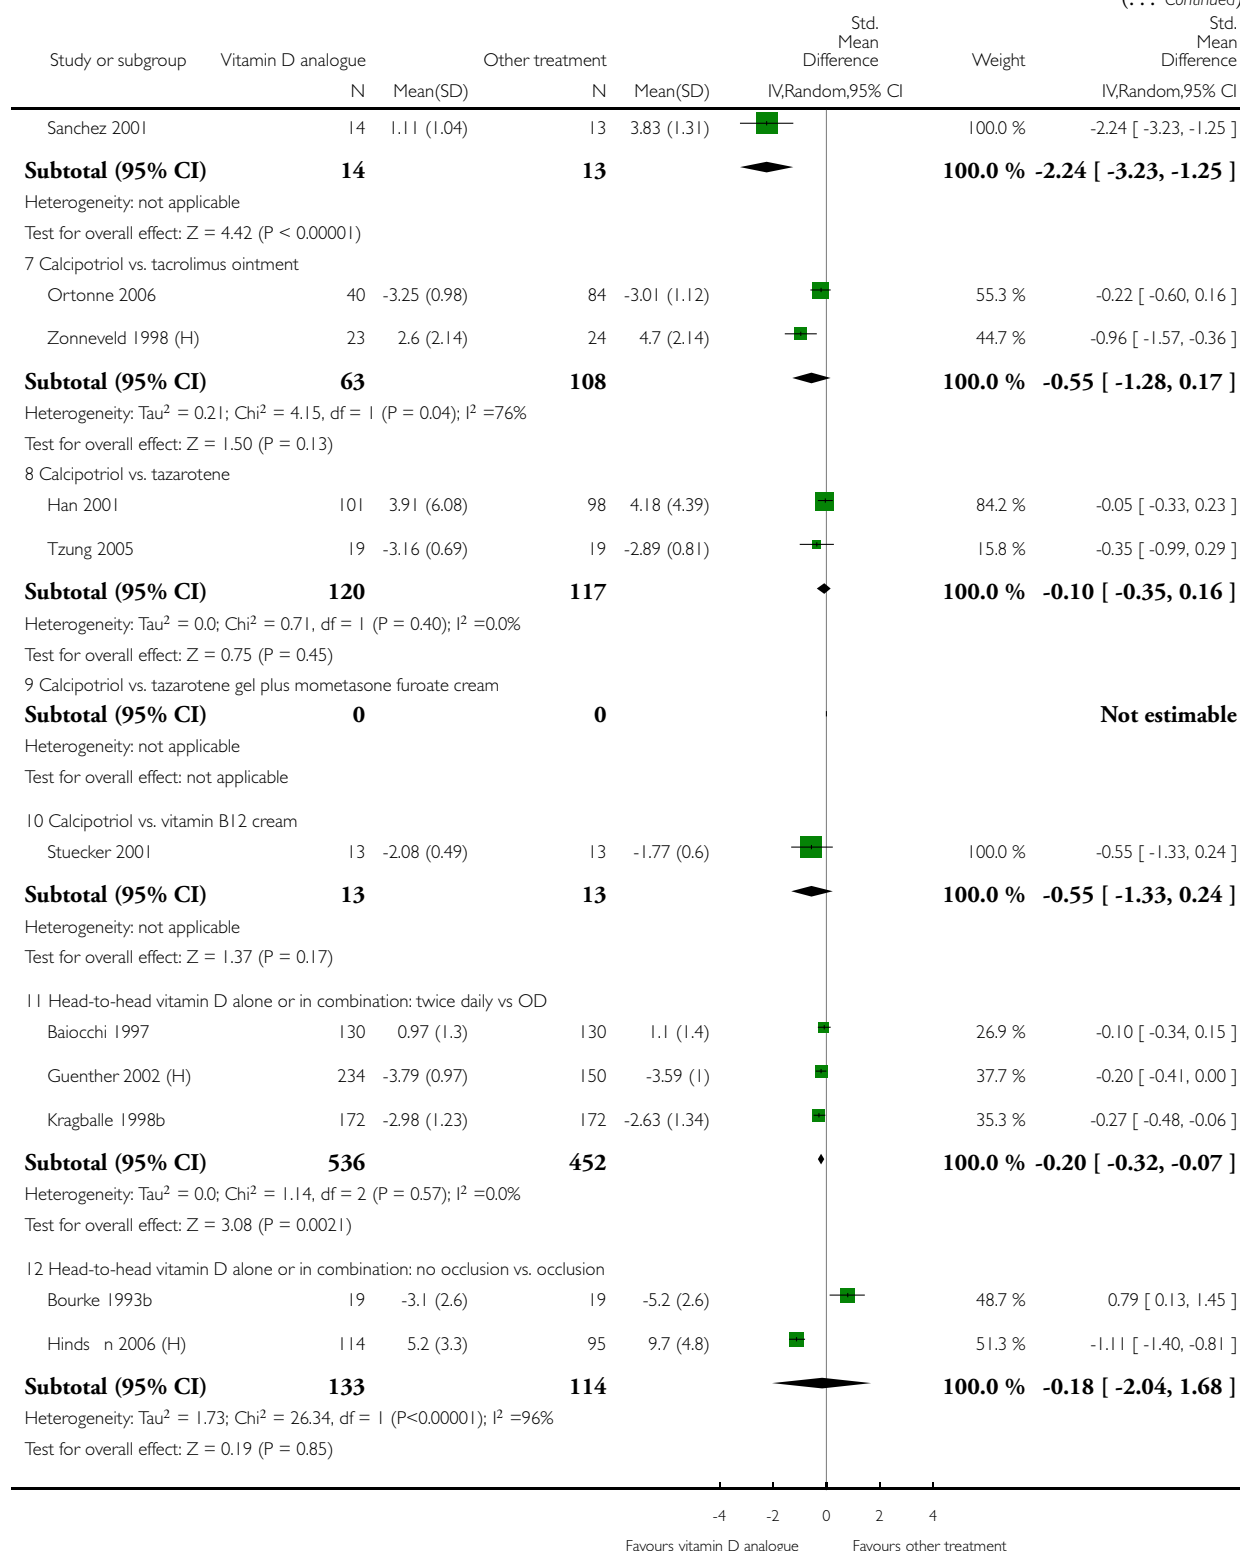 (. . . Continued)
Std. Std.
Mean Mean
Study or subgroup Vitamin D analogue Other treatment Difference Weight Difference
N Mean(SD) N Mean(SD) IV,Random,95% CI IV,Random,95% CI
Sanchez 2001 14 1.11 (1.04) 13 3.83 (1.31) 100.0 % -2.24 [ -3.23, -1.25 ]
Subtotal (95% CI) 14 13 100.0 % -2.24 [ -3.23, -1.25 ]
Heterogeneity: not applicable
Test for overall effect: Z = 4.42 (P < 0.00001)
7 Calcipotriol vs. tacrolimus ointment
Ortonne 2006 40 -3.25 (0.98) 84 -3.01 (1.12) 55.3 % -0.22 [ -0.60, 0.16 ]
Zonneveld 1998 (H) 23 2.6 (2.14) 24 4.7 (2.14) 44.7 % -0.96 [ -1.57, -0.36 ]
Subtotal (95% CI) 63 108 100.0 % -0.55 [ -1.28, 0.17 ]
Heterogeneity: Tau² = 0.21; Chi² = 4.15, df = 1 (P = 0.04); I² =76%
Test for overall effect: Z = 1.50 (P = 0.13)
8 Calcipotriol vs. tazarotene
Han 2001 101 3.91 (6.08) 98 4.18 (4.39) 84.2 % -0.05 [ -0.33, 0.23 ]
Tzung 2005 19 -3.16 (0.69) 19 -2.89 (0.81) 15.8 % -0.35 [ -0.99, 0.29 ]
Subtotal (95% CI) 120 117 100.0 % -0.10 [ -0.35, 0.16 ]
Heterogeneity: Tau² = 0.0; Chi² = 0.71, df = 1 (P = 0.40); I² =0.0%
Test for overall effect: Z = 0.75 (P = 0.45)
9 Calcipotriol vs. tazarotene gel plus mometasone furoate cream
Subtotal (95% CI) 0 0 Not estimable
Heterogeneity: not applicable
Test for overall effect: not applicable
10 Calcipotriol vs. vitamin B12 cream
Stuecker 2001 13 -2.08 (0.49) 13 -1.77 (0.6) 100.0 % -0.55 [ -1.33, 0.24 ]
Subtotal (95% CI) 13 13 100.0 % -0.55 [ -1.33, 0.24 ]
Heterogeneity: not applicable
Test for overall effect: Z = 1.37 (P = 0.17)
11 Head-to-head vitamin D alone or in combination: twice daily vs OD
Baiocchi 1997 130 0.97 (1.3) 130 1.1 (1.4) 26.9 % -0.10 [ -0.34, 0.15 ]
Guenther 2002 (H) 234 -3.79 (0.97) 150 -3.59 (1) 37.7 % -0.20 [ -0.41, 0.00 ]
Kragballe 1998b 172 -2.98 (1.23) 172 -2.63 (1.34) 35.3 % -0.27 [ -0.48, -0.06 ]
Subtotal (95% CI) 536 452 100.0 % -0.20 [ -0.32, -0.07 ]
Heterogeneity: Tau² = 0.0; Chi² = 1.14, df = 2 (P = 0.57); I² =0.0%
Test for overall effect: Z = 3.08 (P = 0.0021)
12 Head-to-head vitamin D alone or in combination: no occlusion vs. occlusion
Bourke 1993b 19 -3.1 (2.6) 19 -5.2 (2.6) 48.7 % 0.79 [ 0.13, 1.45 ]
Hinds n 2006 (H) 114 5.2 (3.3) 95 9.7 (4.8) 51.3 % -1.11 [ -1.40, -0.81 ]
Subtotal (95% CI) 133 114 100.0 % -0.18 [ -2.04, 1.68 ]
Heterogeneity: Tau² = 1.73; Chi² = 26.34, df = 1 (P<0.00001); I² =96%
Test for overall effect: Z = 0.19 (P = 0.85)
-4 -2 0 2 4
Favours vitamin D analogue Favours other treatment